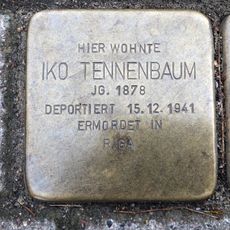 HIER WOHNTE
IKO TENNENBAUM
JG. 1878
DEPORTIERT 15.12.1941
ERMORDET IN
RIGA